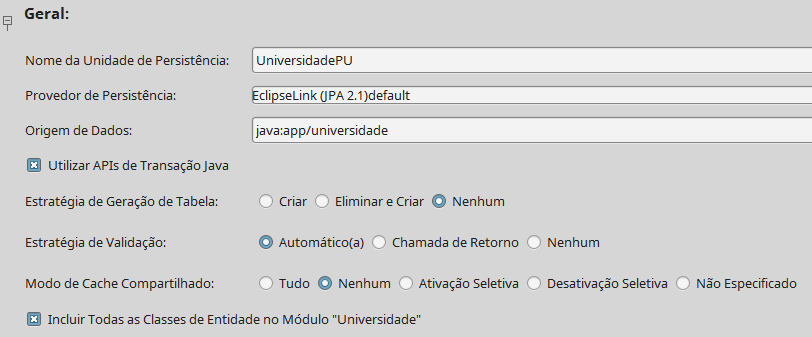 Geral:
Nome da Unidade de Persistência: UniversidadePU
Provedor de Persistência: EclipseLink (JPA 2.1)default
Origem de Dados: java:app/universidade
Utilizar APIs de Transação Java
Estratégia de Geração de Tabela: Criar Eliminar e Criar Nenhum
Estratégia de Validação: Automático(a) Chamada de Retorno Nenhum
Modo de Cache Compartilhado: Tudo Nenhum Ativação Seletiva Desativação Seletiva Não Especificado
Incluir Todas as Classes de Entidade no Módulo "Universidade"